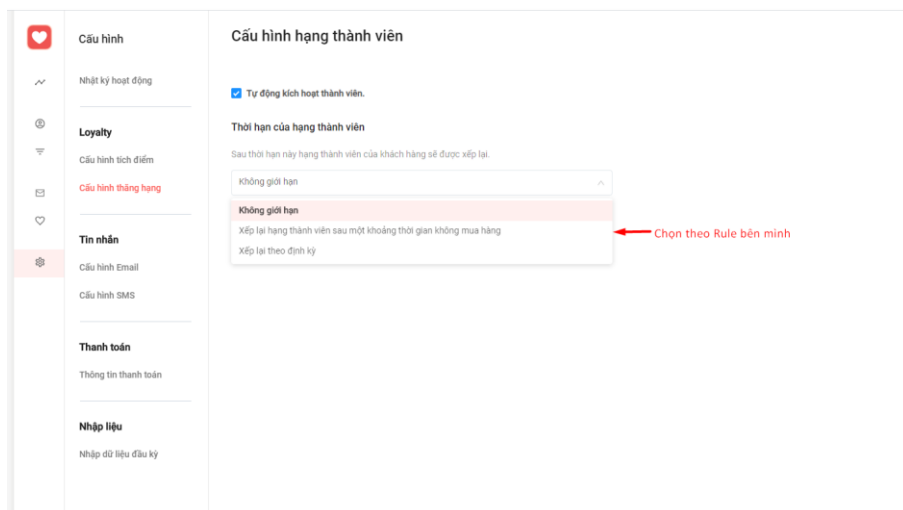 Cấu hình
Nhật ký hoạt động
Loyalty
Cấu hình tích điểm
Cấu hình thăng hạng
Tin nhắn
Cấu hình Email
Cấu hình SMS
Thanh toán
Thông tin thanh toán
Nhập liệu
Nhập dữ liệu đầu kỳ
Cấu hình hạng thành viên
Tự động kích hoạt thành viên.
Thời hạn của hạng thành viên
Sau thời hạn này hạng thành viên của khách hàng sẽ được xếp lại.
Không giới hạn
Không giới hạn
Xếp lại hạng thành viên sau một khoảng thời gian không mua hàng
Xếp lại theo định kỳ
Chọn theo Rule bên mình